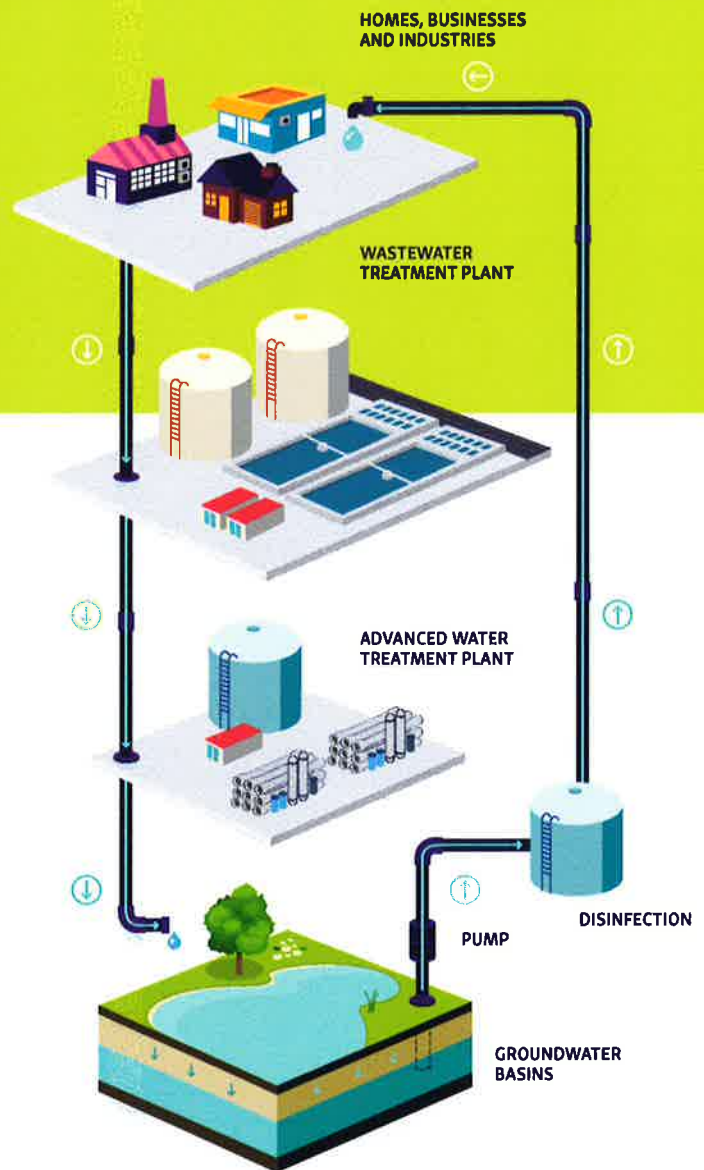 HOMES, BUSINESSES
AND INDUSTRIES
WASTEWATER
TREATMENT PLANT
ADVANCED WATER
TREATMENT PLANT
DISINFECTION
PUMP
GROUNDWATER
BASINS